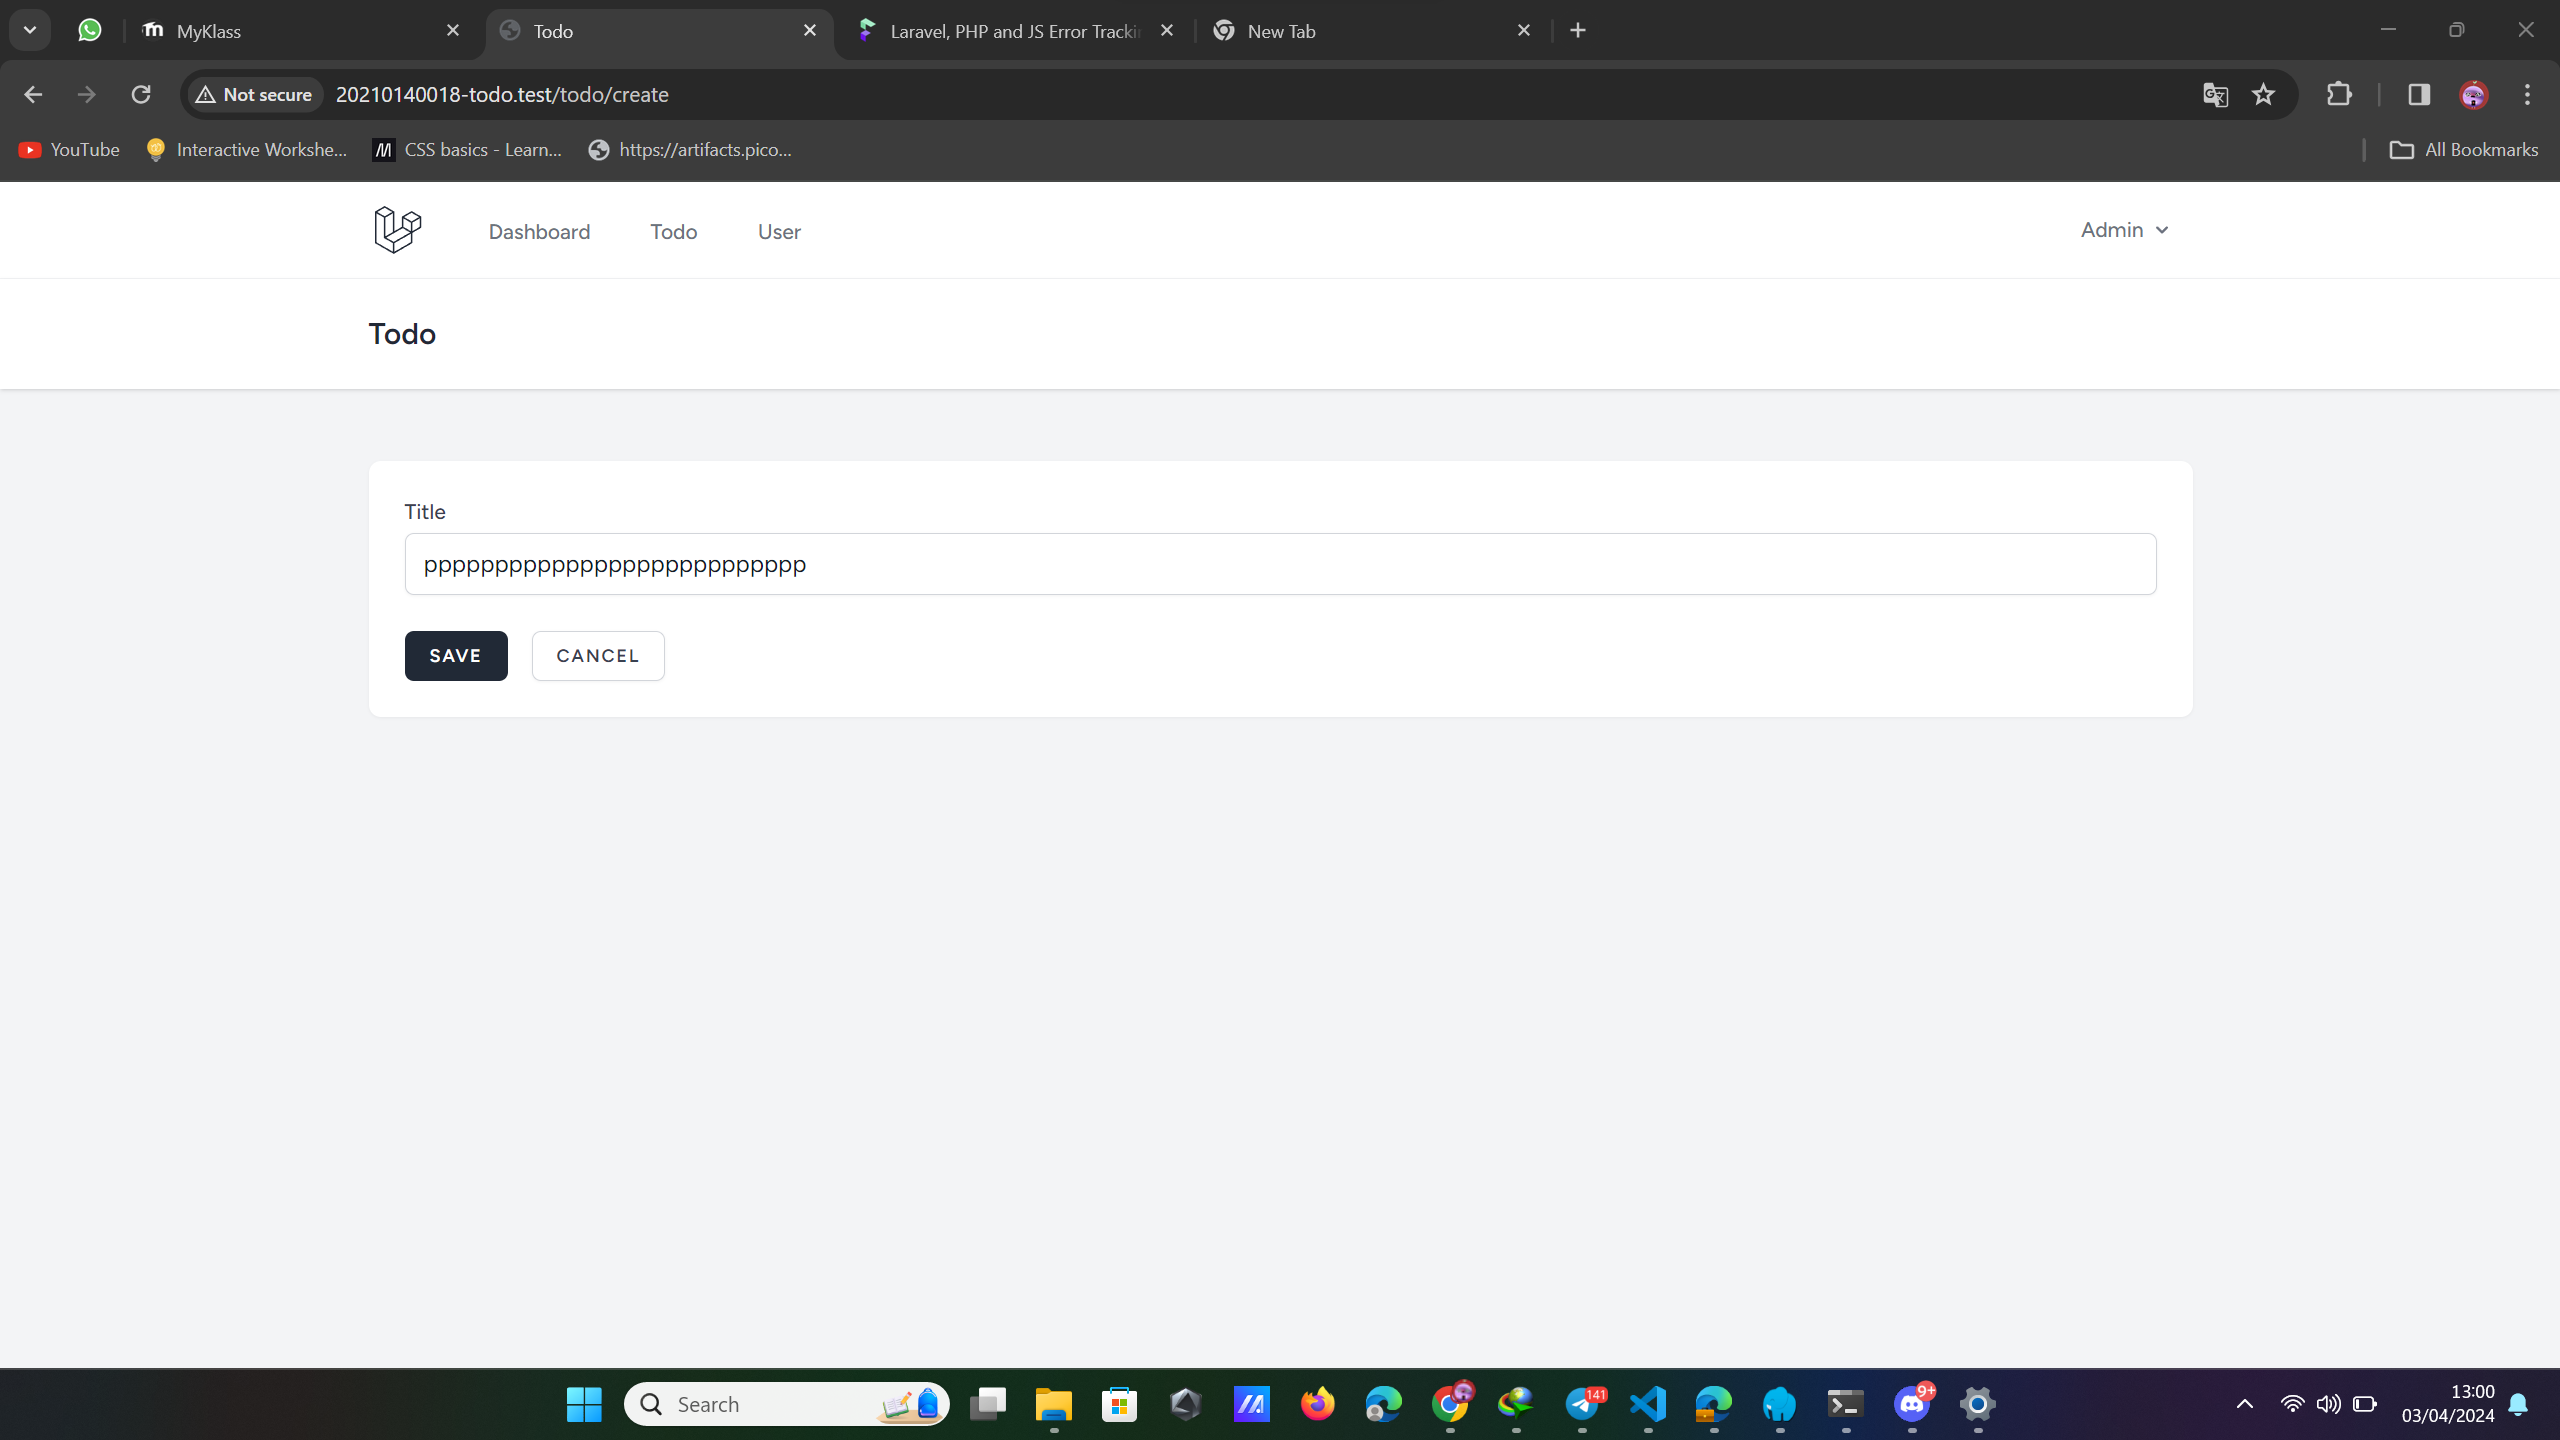 MyKlass
Todo
Laravel, PHP and JS Error Trackin
New Tab
Not secure
20210140018-todo.test/todo/create
YouTube
Interactive Workshe...
CSS basics - Learn...
https://artifacts.pico...
All Bookmarks
Dashboard
Todo
User
Admin
Todo
Title
ppppppppppppppppppppppppppp
SAVE
CANCEL
Search
141
9+
13:00
03/04/2024